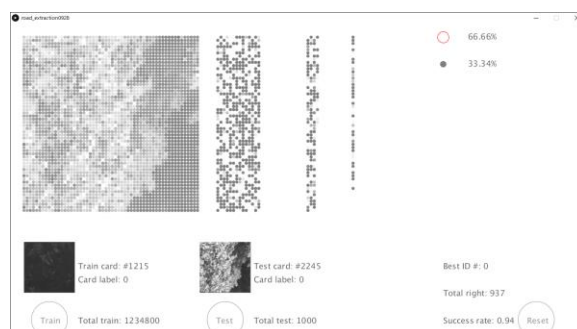 road_extraction0928
66.66%
33.34%
Train card: #1215
Card label: 0
Test card: #2245
Card label: 0
Best ID #: 0
Total right: 937
Train
Total train: 1234800
Test
Total test: 1000
Success rate: 0.94
Reset